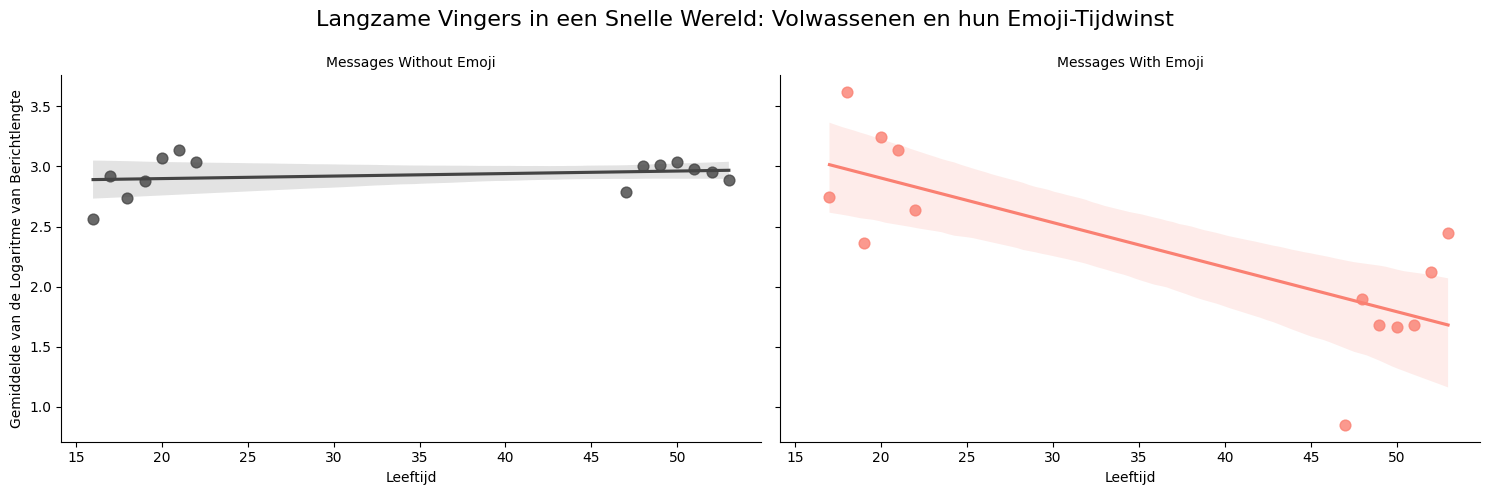 Langzame Vingers in een Snelle Wereld: Volwassenen en hun Emoji-Tijdwinst
Messages Without Emoji
Messages With Emoji
Gemiddelde van de Logaritme van Berichtlengte
3.5
3.0
2.5
2.0
1.5
1.0
15 20 25 30 35 40 45 50
15 20 25 30 35 40 45 50
Leeftijd
Leeftijd